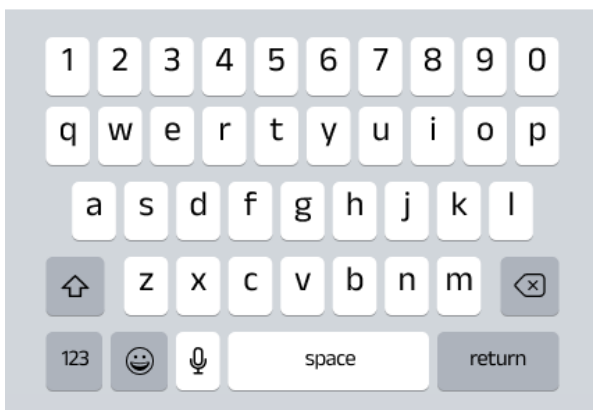 1 2 3 4 5 6 7 8 9 0
q w e r t y u i o p
a s d f g h j k l
z x c v b n m
123 space return